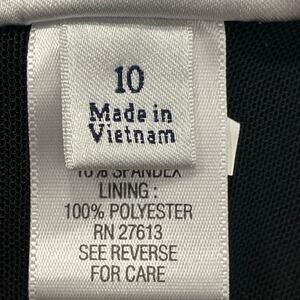 10
Made in
Vietnam
10% SPANDEX
LINING :
100% POLYESTER
RN 27613
SEE REVERSE
FOR CARE